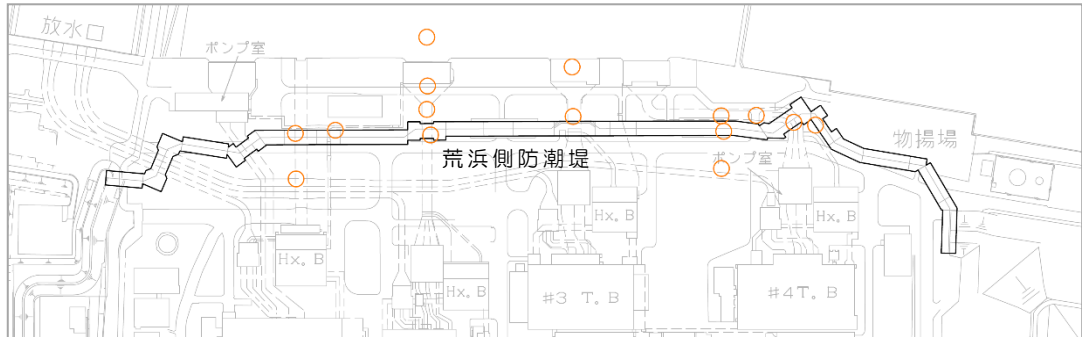 放水口
ポンプ室
荒浜側防潮堤
物揚場
ポンプ室
Hx. B
Hx. B
Hx. B
Hx. B
#3 T. B
#4T. B